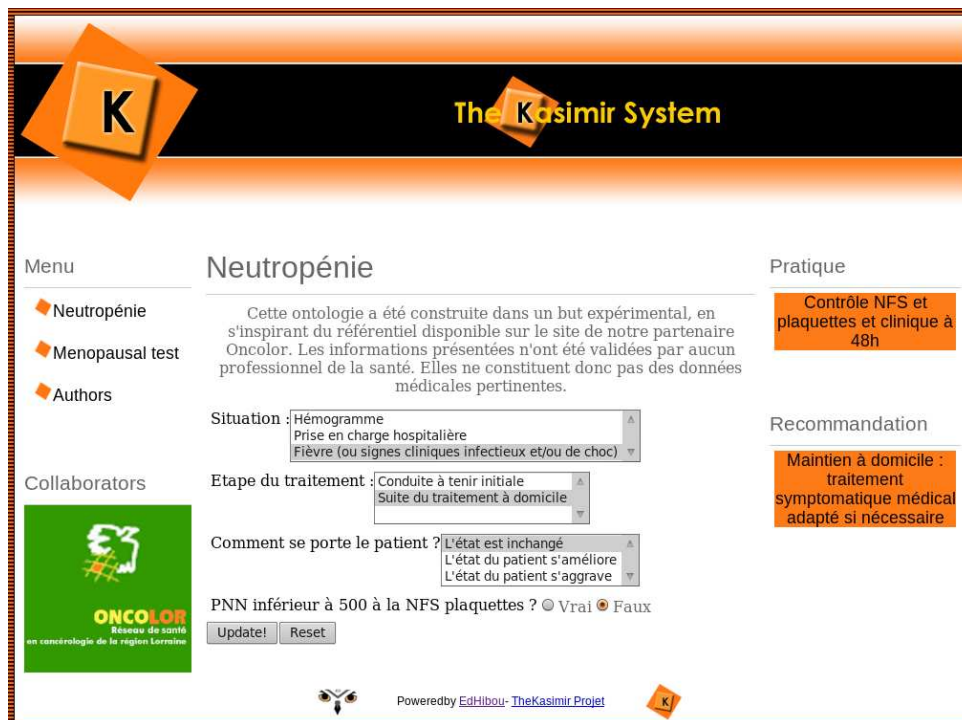 K
The Kasimir System
Menu
Neutropénie
Menopausal test
Authors
Collaborators
ONCOLOR
Réseau de santé
en cancérologie de la région Lorraine
Neutropénie
Cette ontologie a été construite dans un but expérimental, en
s'inspirant du référentiel disponible sur le site de notre partenaire
Oncolor. Les informations présentées n'ont été validées par aucun
professionnel de la santé. Elles ne constituent donc pas des données
médicales pertinentes.
Situation :
Hémogramme
Prise en charge hospitalière
Fièvre (ou signes cliniques infectieux et/ou de choc)
Etape du traitement :
Conduite à tenir initiale
Suite du traitement à domicile
Comment se porte le patient ?
L'état est inchangé
L'état du patient s'améliore
L'état du patient s'aggrave
PNN inférieur à 500 à la NFS plaquettes ? Vrai Faux
Update! Reset
Pratique
Contrôle NFS et
plaquettes et clinique à
48h
Recommandation
Maintien à domicile :
traitement
symptomatique médical
adapté si nécessaire
Poweredby EdHibou- TheKasimir Projet
K